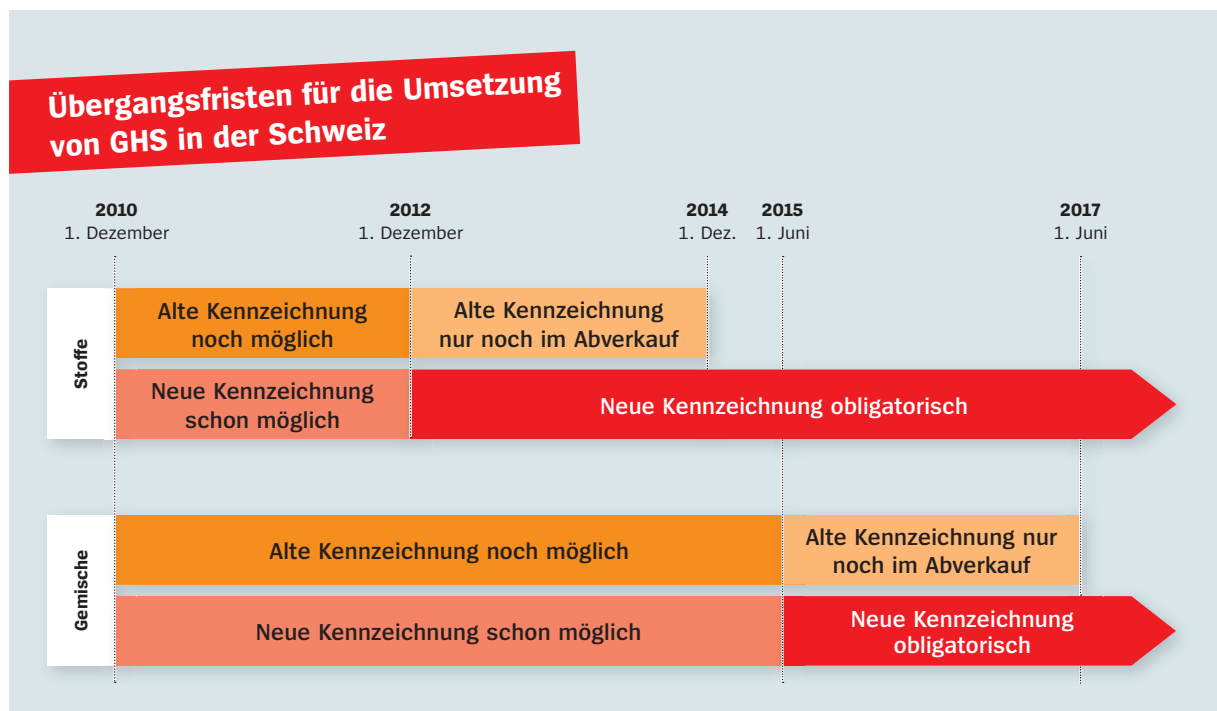 Übergangsfristen für die Umsetzung
von GHS in der Schweiz
2010
1. Dezember
2012
1. Dezember
2014
1. Dez.
2015
1. Juni
2017
1. Juni
Stoffe
Alte Kennzeichnung
noch möglich
Alte Kennzeichnung
nur noch im Abverkauf
Neue Kennzeichnung
schon möglich
Neue Kennzeichnung obligatorisch
Gemische
Alte Kennzeichnung noch möglich
Alte Kennzeichnung nur
noch im Abverkauf
Neue Kennzeichnung schon möglich
Neue Kennzeichnung
obligatorisch